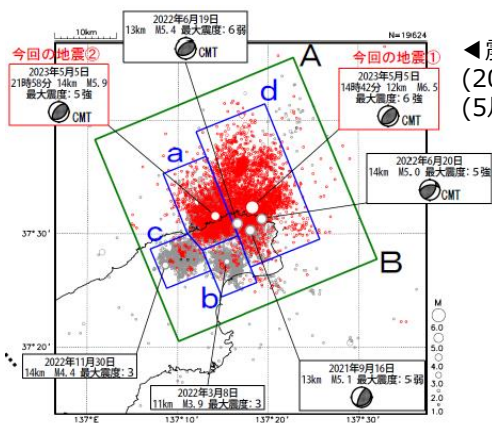 10km
N=19624
2022年6月19日
13km M5.4 最大震度：6弱
CMT
今回の地震②
2023年5月5日
21時58分 14km M5.9
最大震度：5強
CMT
今回の地震①
2023年5月5日
14時42分 12km M6.5
最大震度：6強
CMT
2022年6月20日
14km M5.0 最大震度：5強
CMT
◀震
(20
(5月
A
d
a
c
b
B
37°30′
37°20′
2022年11月30日
14km M4.4 最大震度：3
2022年3月8日
11km M3.9 最大震度：3
2021年9月16日
13km M5.1 最大震度：5弱
M
6.0
5.0
4.0
3.0
2.0
1.0
137°E
137°10′
137°20′
137°30′